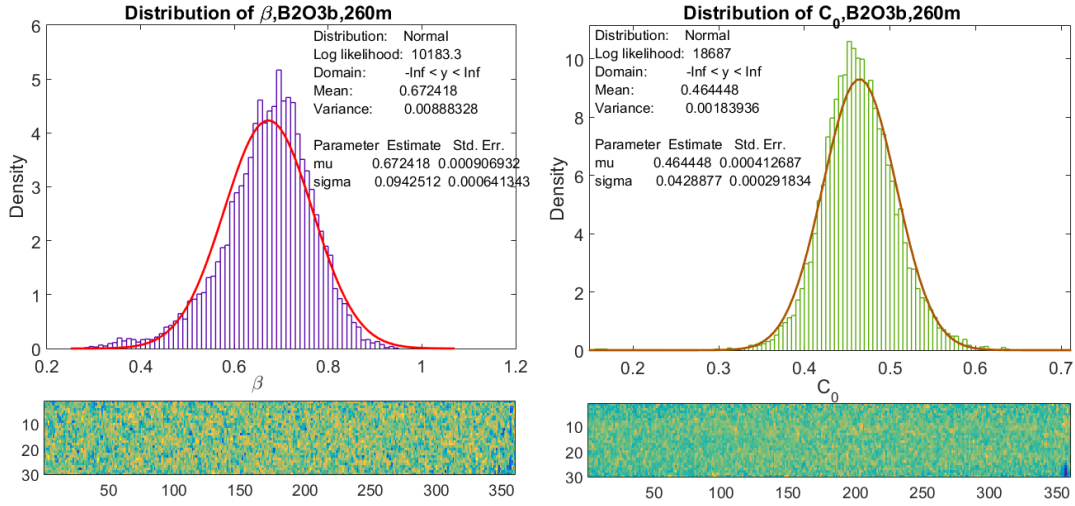 Distribution of β,B2O3b,260m
Distribution: Normal
Log likelihood: 10183.3
Domain: -Inf < y < Inf
Mean: 0.672418
Variance: 0.00888328
Parameter Estimate Std. Err.
mu 0.672418 0.000906932
sigma 0.0942512 0.000641343
Density
6
5
4
3
2
1
0
0.2 0.4 0.6 0.8 1 1.2
β
10
20
30
50 100 150 200 250 300 350
Distribution of C0,B2O3b,260m
Distribution: Normal
Log likelihood: 18687
Domain: -Inf < y < Inf
Mean: 0.464448
Variance: 0.00183936
Parameter Estimate Std. Err.
mu 0.464448 0.000412687
sigma 0.0428877 0.000291834
Density
10
8
6
4
2
0
0.2 0.3 0.4 0.5 0.6 0.7
C0
10
20
30
50 100 150 200 250 300 350